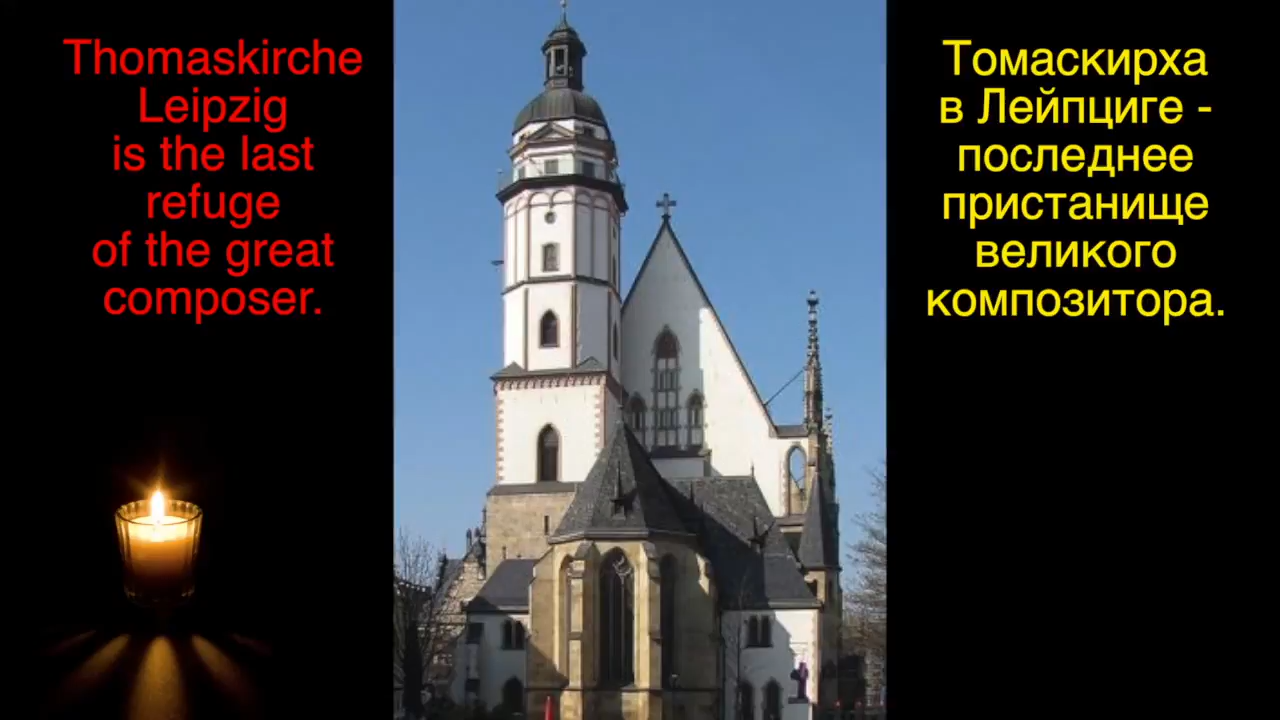 Thomaskirche
Leipzig
is the last
refuge
of the great
composer.
Томаскирха
в Лейпциге -
последнее
пристанище
великого
композитора.